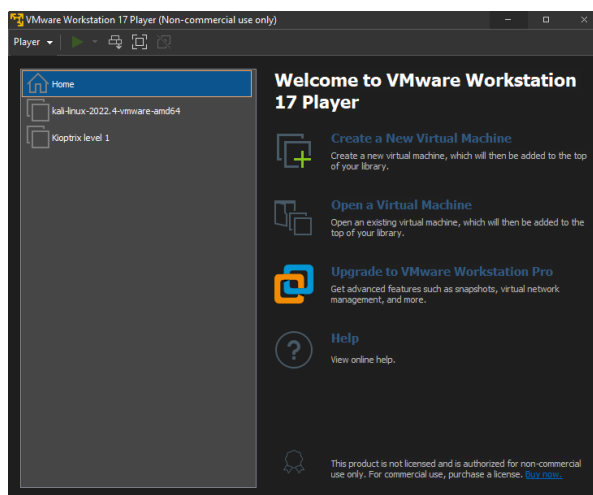 VMware Workstation 17 Player (Non-commercial use only)
Player
Home
kali-linux-2022.4-vmware-amd64
Kioptrix level 1
Welcome to VMware Workstation
17 Player
Create a New Virtual Machine
Create a new virtual machine, which will then be added to the top
of your library.
Open a Virtual Machine
Open an existing virtual machine, which will then be added to the
top of your library.
Upgrade to VMware Workstation Pro
Get advanced features such as snapshots, virtual network
management, and more.
Help
View online help.
This product is not licensed and is authorized for non-commercial
use only. For commercial use, purchase a license. Buy now.